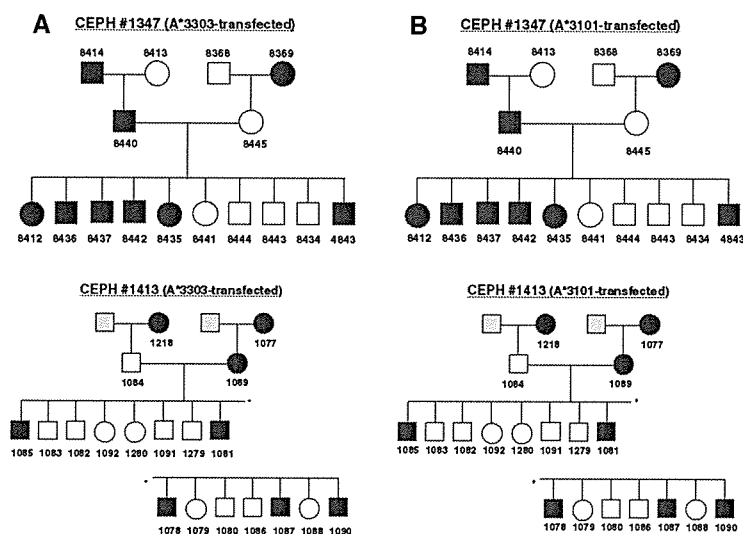 A
CEPH #1347 (A*3303-transfected)
8414 8413 8368 8369
8440 8445
8412 8436 8437 8442 8435 8441 8444 8443 8434 4843
CEPH #1413 (A*3303-transfected)
1218 1077
1084 1089
1085 1083 1082 1092 1280 1091 1279 1081
1078 1079 1080 1086 1087 1088 1090
B
CEPH #1347 (A*3101-transfected)
8414 8413 8368 8369
8440 8445
8412 8436 8437 8442 8435 8441 8444 8443 8434 4843
CEPH #1413 (A*3101-transfected)
1218 1077
1084 1089
1085 1083 1082 1092 1280 1091 1279 1081
1078 1079 1080 1086 1087 1088 1090